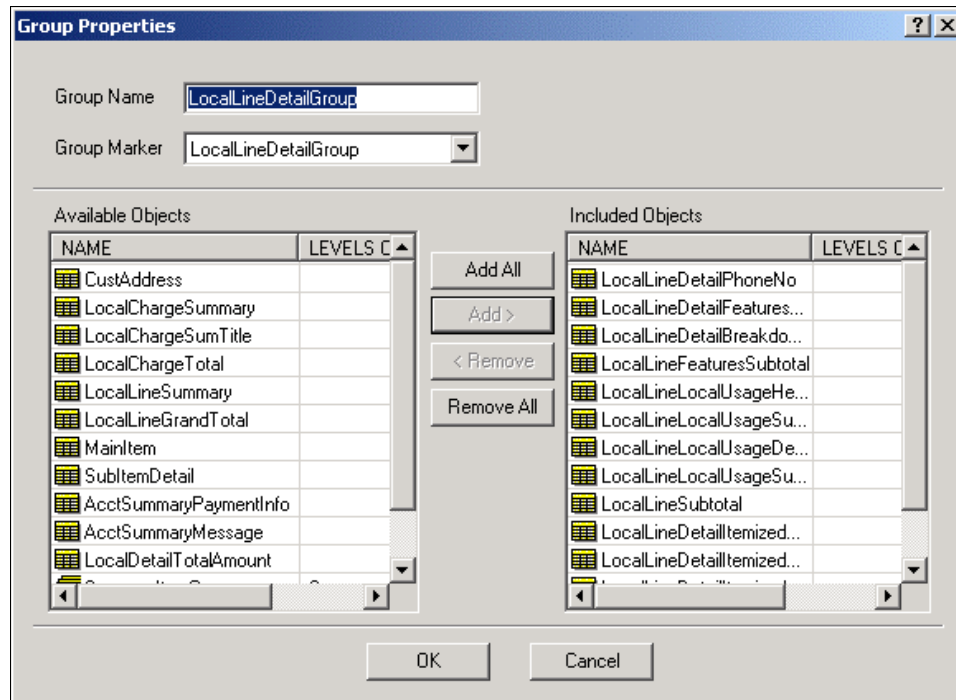 Group Properties
Group Name LocalLineDetailGroup
Group Marker LocalLineDetailGroup
Available Objects
NAME LEVELS C
CustAddress
LocalChargeSummary
LocalChargeSumTitle
LocalChargeTotal
LocalLineSummary
LocalLineGrandTotal
MainItem
SubItemDetail
AcctSummaryPaymentInfo
AcctSummaryMessage
LocalDetailTotalAmount
Add All
Add >
< Remove
Remove All
Included Objects
NAME LEVELS C
LocalLineDetailPhoneNo
LocalLineDetailFeatures...
LocalLineDetailBreakdo...
LocalLineFeaturesSubtotal
LocalLineLocalUsageHe...
LocalLineLocalUsageSu...
LocalLineLocalUsageDe...
LocalLineLocalUsageSu...
LocalLineSubtotal
LocalLineDetailItemized...
LocalLineDetailItemized...
OK Cancel